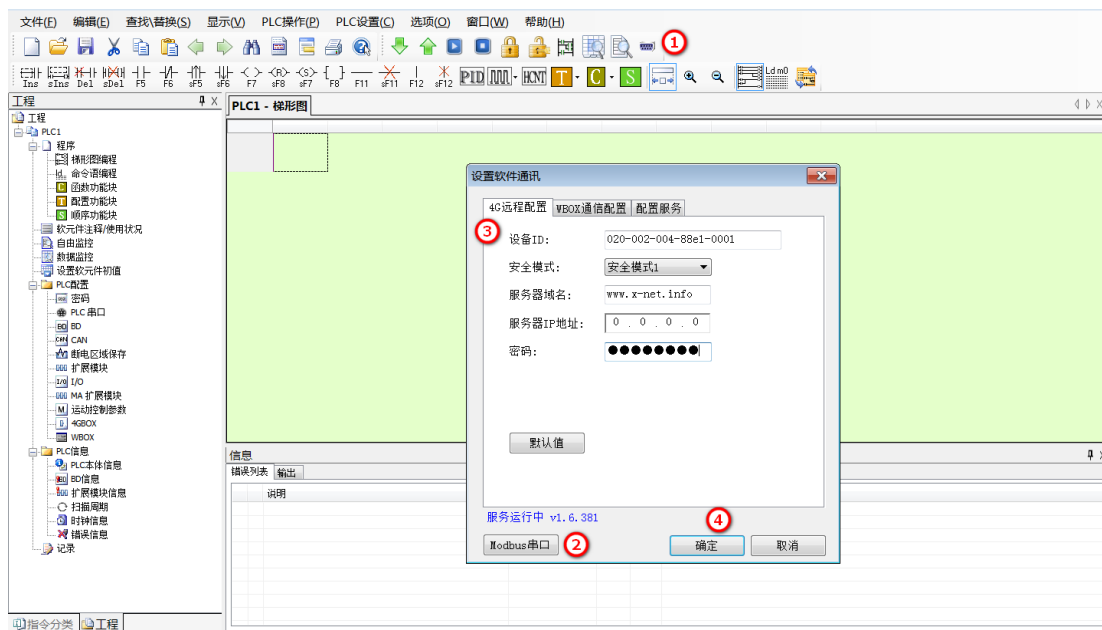 文件(F) 编辑(E) 查找\替换(S) 显示(V) PLC操作(P) PLC设置(C) 选项(O) 窗口(W) 帮助(H)
①
Ins sIns Del sDel F5 F6 sF5 sF6 F7 sF8 sF7 F8 F11 sF11 F12 sF12 PID HCNT T C S Ld m0
工程
PLC1 - 梯形图
工程
PLC1
程序
梯形图编程
命令语编程
函数功能块
配置功能块
顺序功能块
软元件注释/使用状况
自由监控
数据监控
设置软元件初值
PLC配置
密码
PLC 串口
BD
CAN
断电区域保存
扩展模块
I/O
MA 扩展模块
运动控制参数
4GBOX
WBOX
PLC信息
PLC本体信息
BD信息
扩展模块信息
扫描周期
时钟信息
错误信息
记录
指令分类 工程
设置软件通讯
4G远程配置 WBOX通信配置 配置服务
③
设备ID: 020-002-004-88e1-0001
安全模式: 安全模式1
服务器域名: www.x-net.info
服务器IP地址: 0 . 0 . 0 . 0
密码: ●●●●●●●●
默认值
服务运行中 v1.6.381
Modbus串口 ② ④ 确定 取消
信息
错误列表 输出
说明